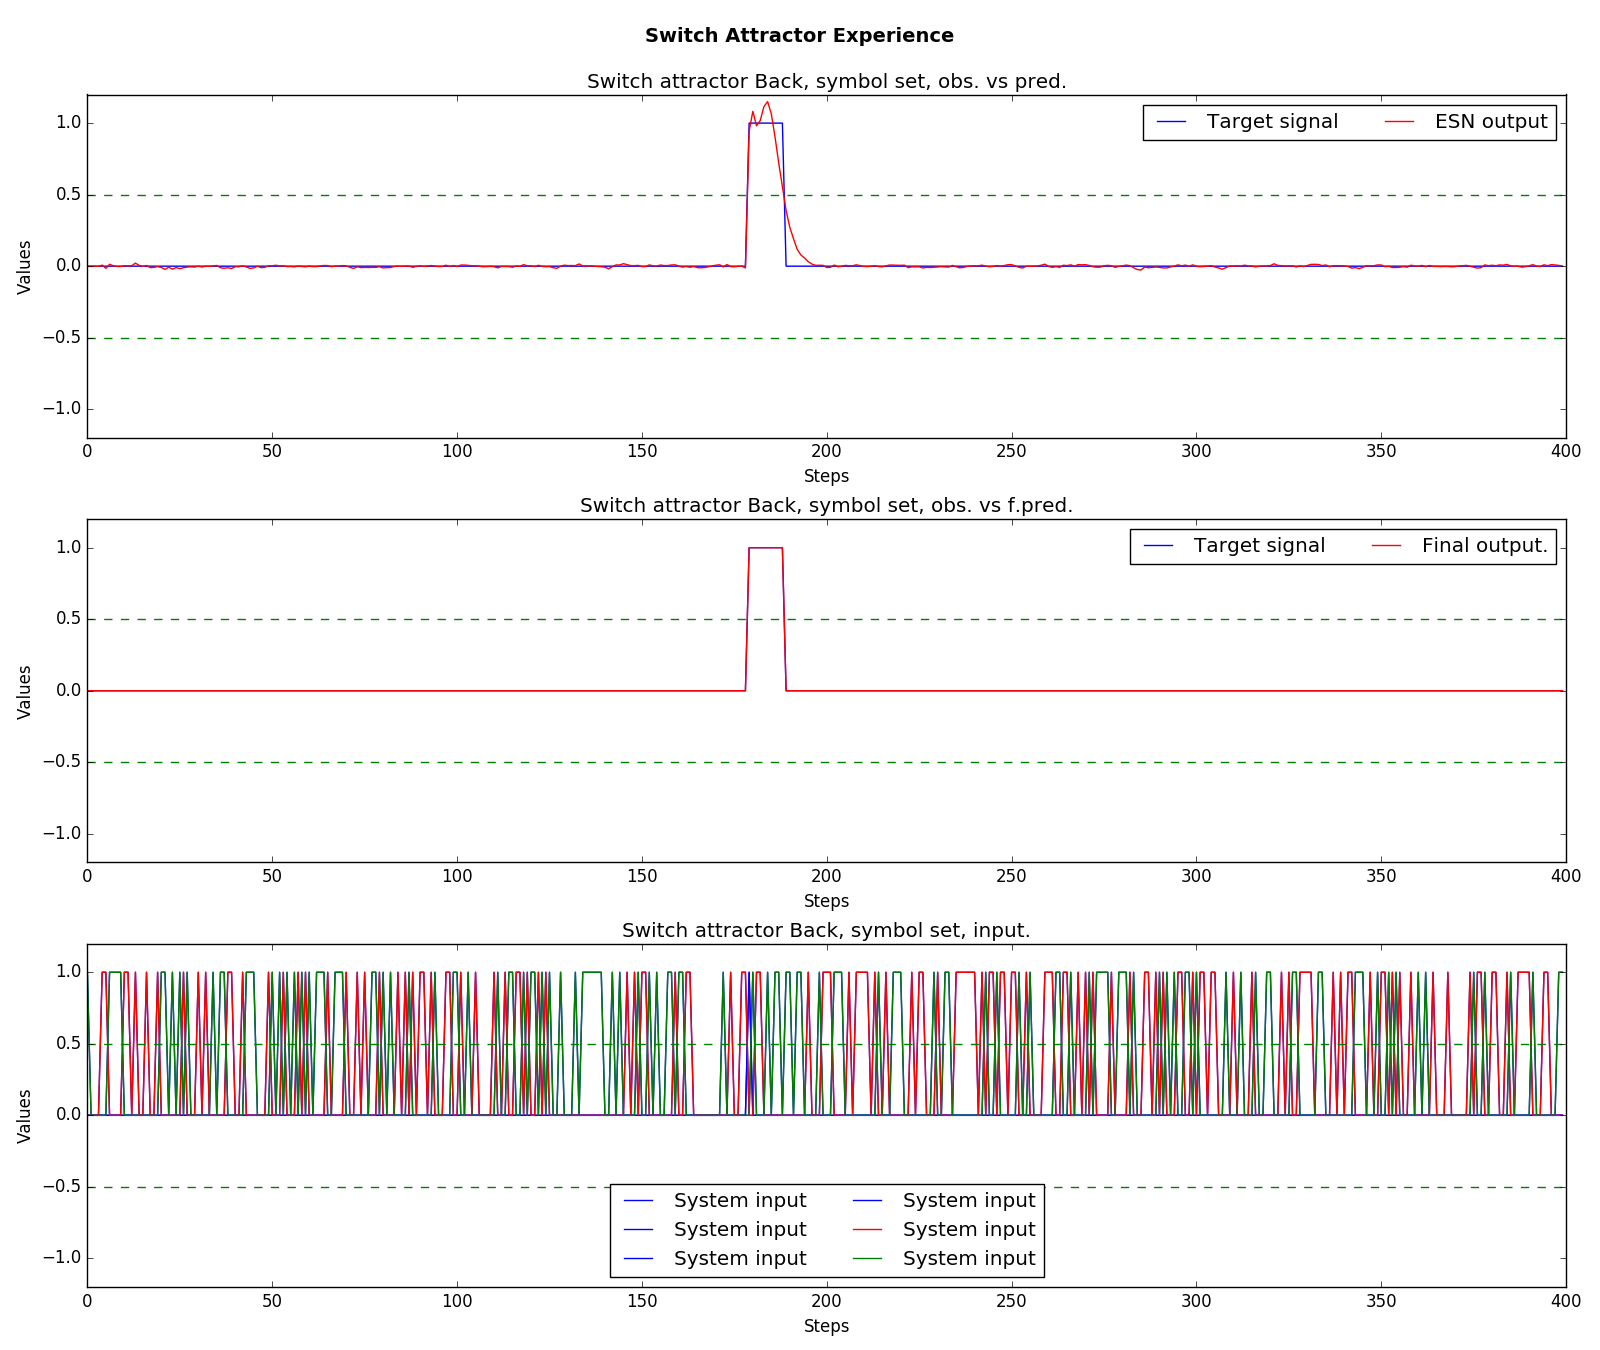 Switch Attractor Experience
Switch attractor Back, symbol set, obs. vs pred.
Target signal ESN output
1.0
0.5
0.0
−0.5
−1.0
Values
0 50 100 150 200 250 300 350 400
Steps
Switch attractor Back, symbol set, obs. vs f.pred.
Target signal Final output.
1.0
0.5
0.0
−0.5
−1.0
Values
0 50 100 150 200 250 300 350 400
Steps
Switch attractor Back, symbol set, input.
1.0
0.5
0.0
−0.5
−1.0
Values
System input System input
System input System input
System input System input
0 50 100 150 200 250 300 350 400
Steps